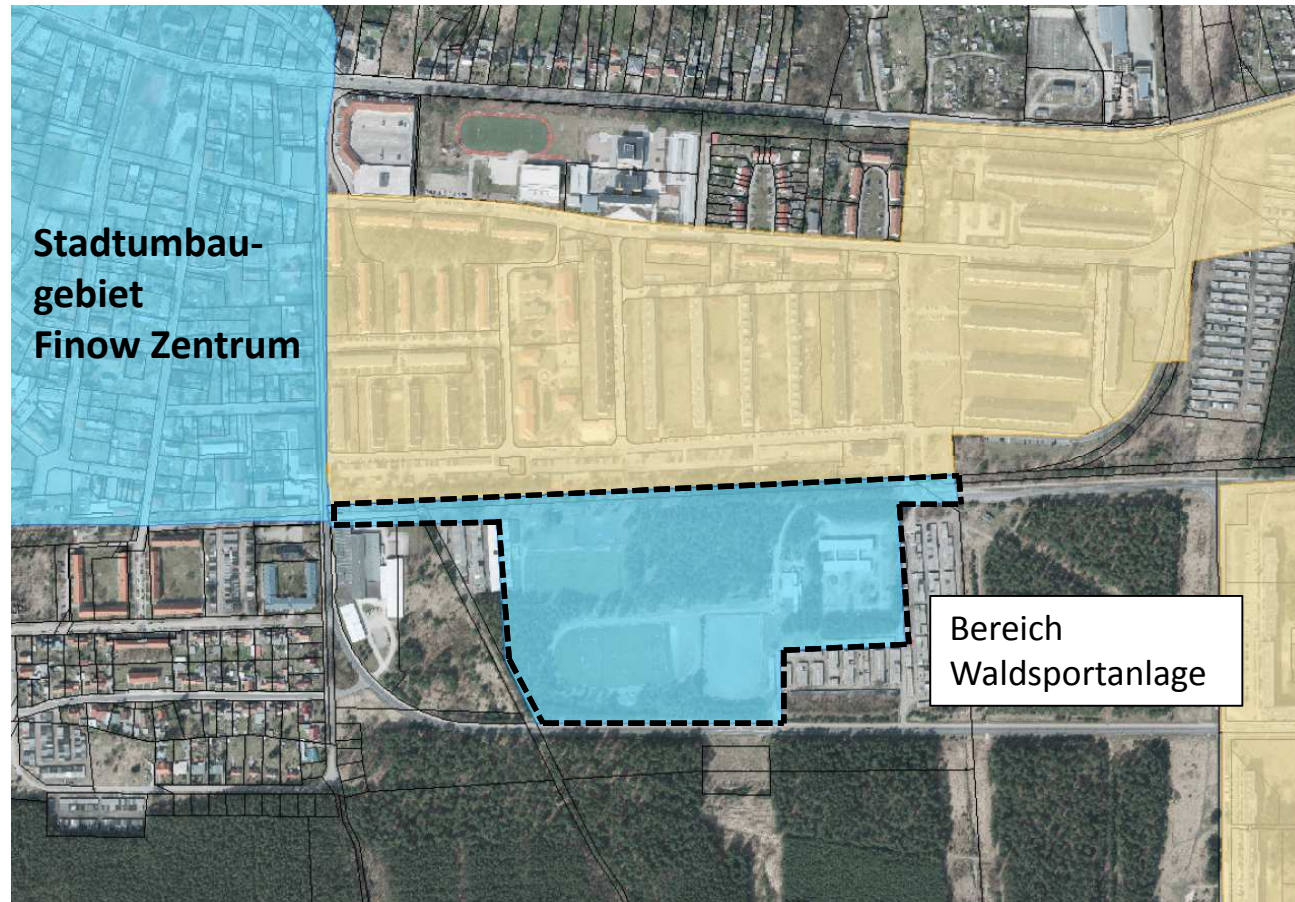 Stadtumbau-
gebiet
Finow Zentrum
Bereich
Waldsportanlage